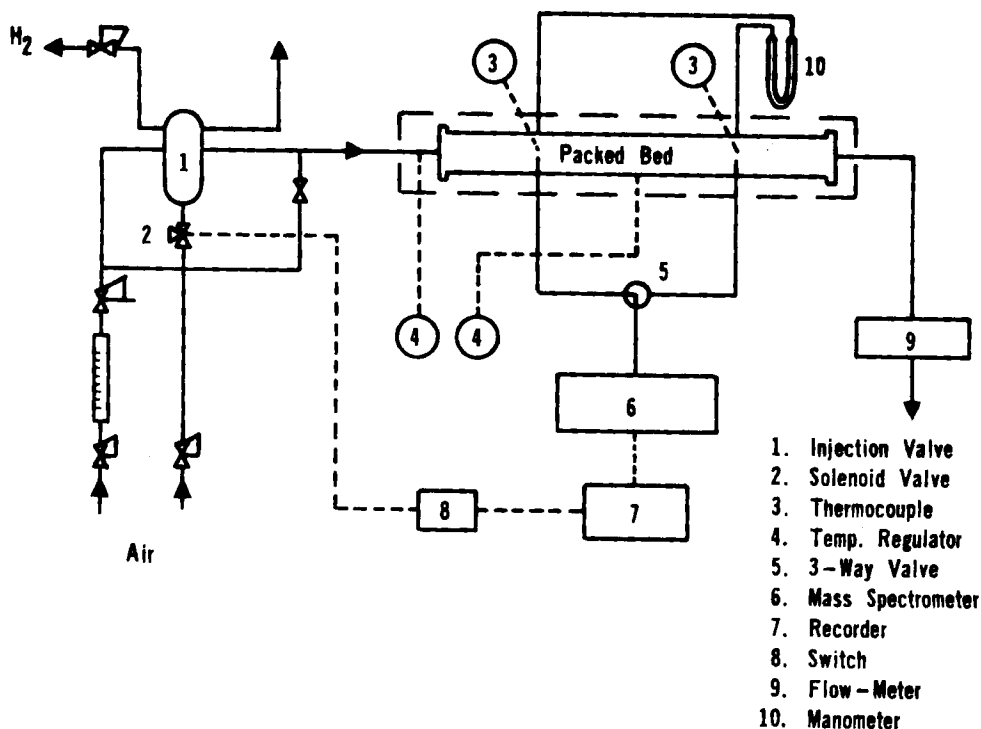 H2
3
3
10
1
Packed Bed
2
5
4
4
9
6
8
7
Air
1. Injection Valve
2. Solenoid Valve
3. Thermocouple
4. Temp. Regulator
5. 3-Way Valve
6. Mass Spectrometer
7. Recorder
8. Switch
9. Flow-Meter
10. Manometer